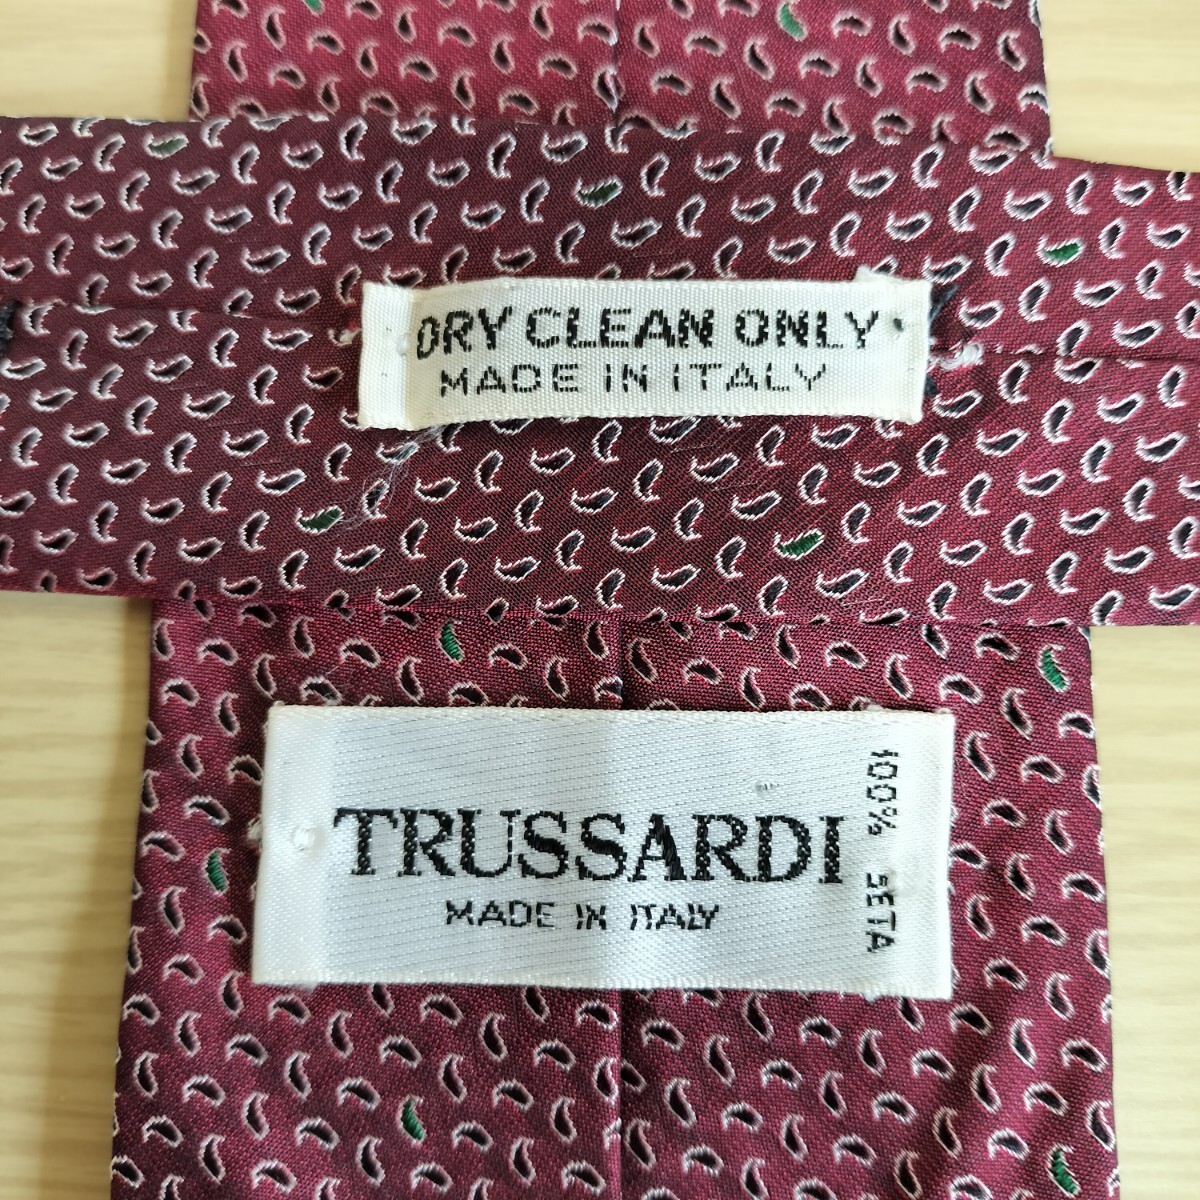 DRY CLEAN ONLY
MADE IN ITALY
TRUSSARDI
MADE IN ITALY
100% SETA